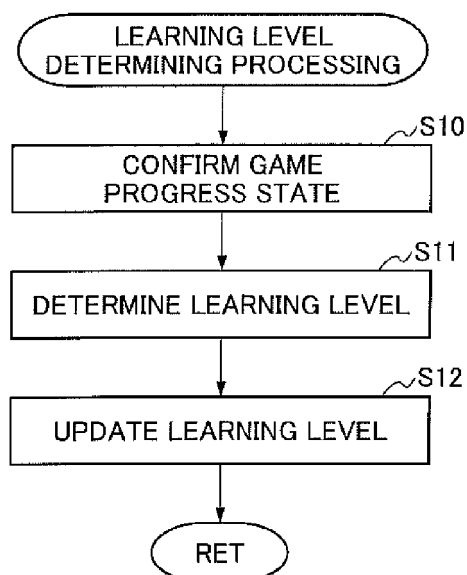 LEARNING LEVEL
DETERMINING PROCESSING
S10
CONFIRM GAME
PROGRESS STATE
S11
DETERMINE LEARNING LEVEL
S12
UPDATE LEARNING LEVEL
RET